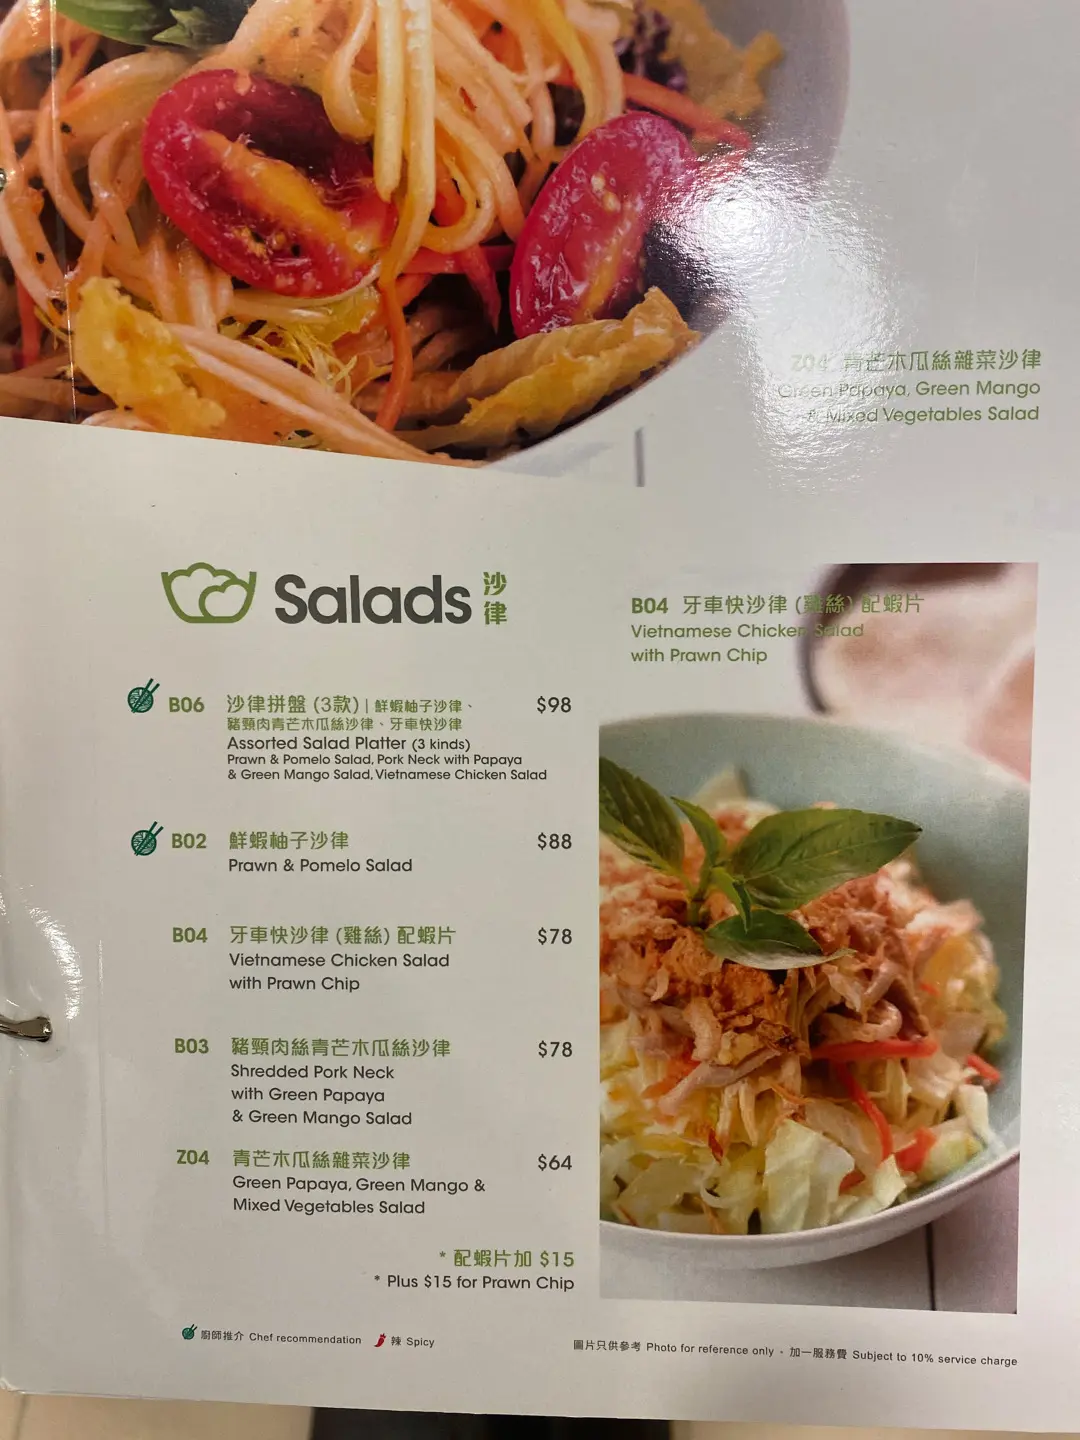 Z04 青芒木瓜絲雜菜沙律
Green Papaya, Green Mango
& Mixed Vegetables Salad
Salads 沙律
B04 牙車快沙律 (雞絲) 配蝦片
Vietnamese Chicken Salad
with Prawn Chip
B06 沙律拼盤 (3款) | 鮮蝦柚子沙律、 $98
豬頸肉青芒木瓜絲沙律、牙車快沙律
Assorted Salad Platter (3 kinds)
Prawn & Pomelo Salad, Pork Neck with Papaya
& Green Mango Salad, Vietnamese Chicken Salad
B02 鮮蝦柚子沙律 $88
Prawn & Pomelo Salad
B04 牙車快沙律 (雞絲) 配蝦片 $78
Vietnamese Chicken Salad
with Prawn Chip
B03 豬頸肉絲青芒木瓜絲沙律 $78
Shredded Pork Neck
with Green Papaya
& Green Mango Salad
Z04 青芒木瓜絲雜菜沙律 $64
Green Papaya, Green Mango &
Mixed Vegetables Salad
* 配蝦片加 $15
* Plus $15 for Prawn Chip
廚師推介 Chef recommendation 辣 Spicy
圖片只供參考 Photo for reference only · 加一服務費 Subject to 10% service charge